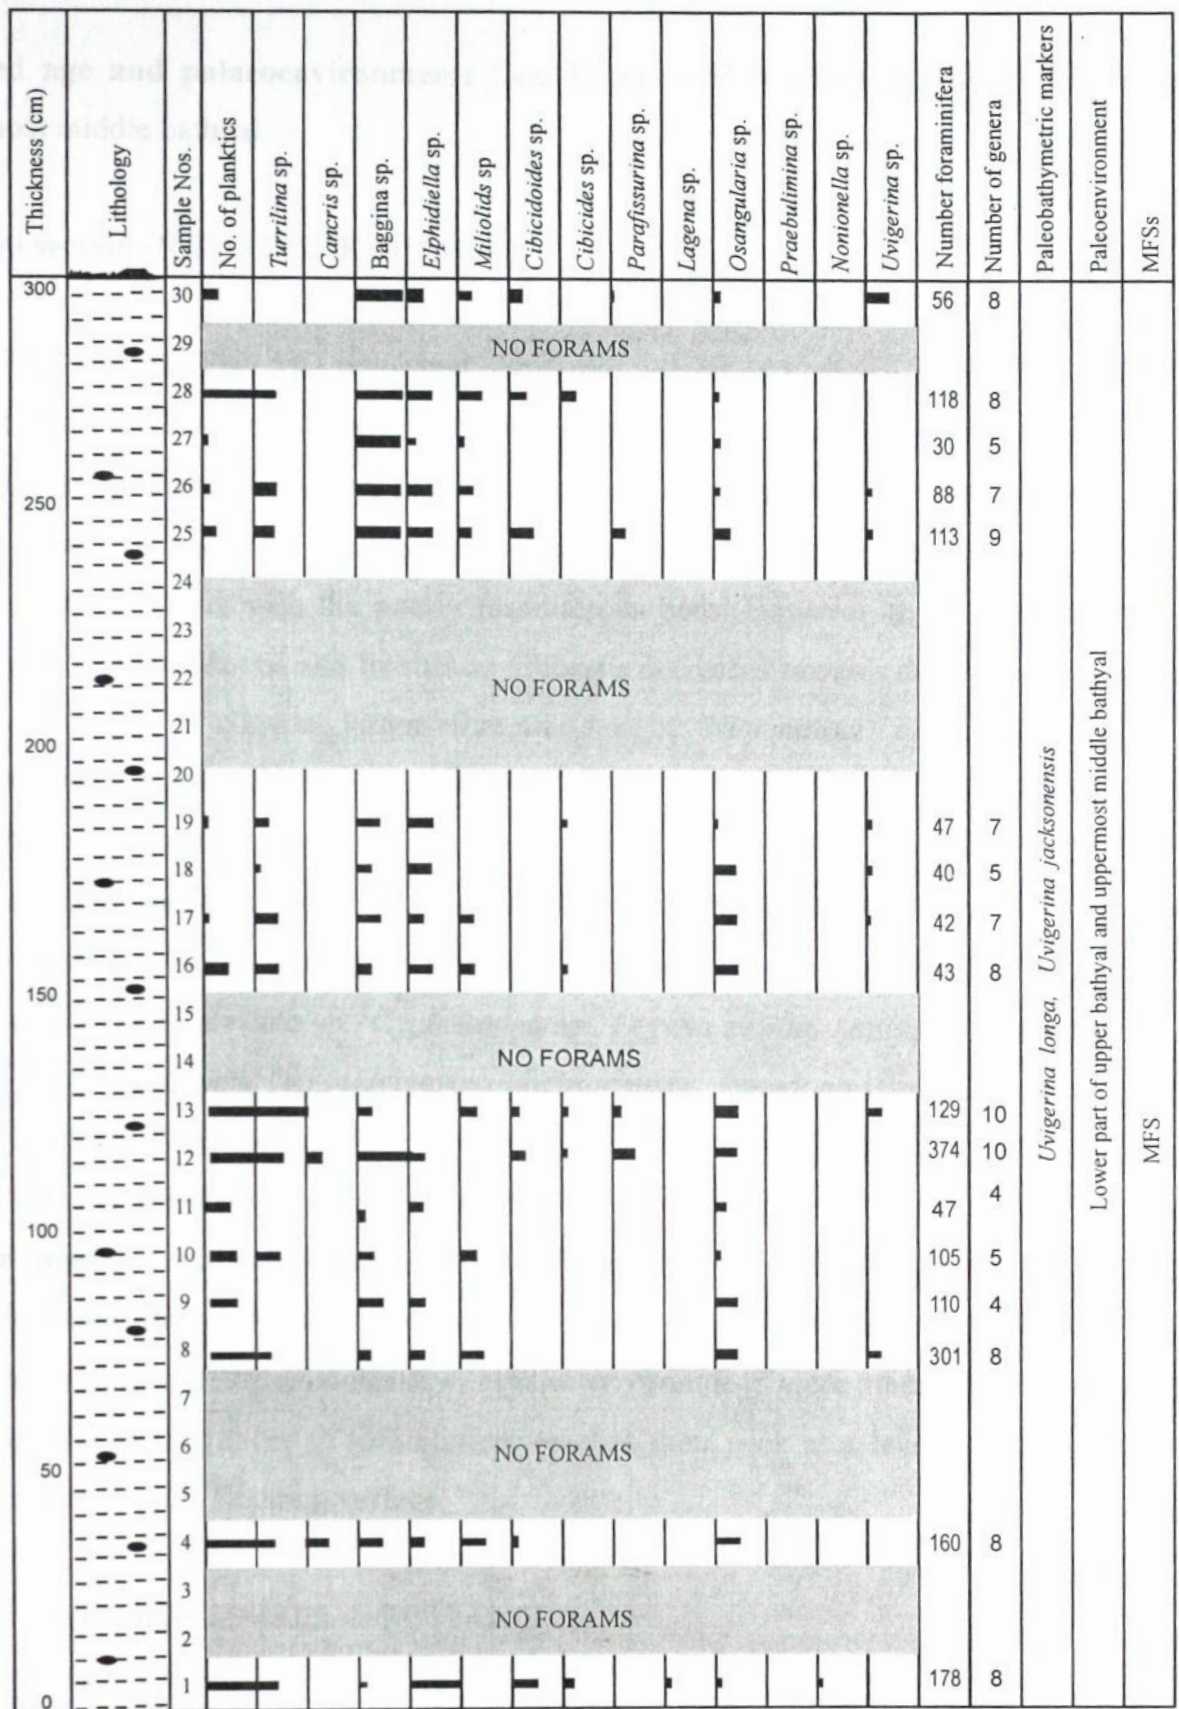 Thickness (cm)
Lithology
Sample Nos.
No. of planktics
Turrilina sp.
Cancris sp.
Baggina sp.
Elphidiella sp.
Miliolids sp
Cibicidoides sp.
Cibicides sp.
Parafissurina sp.
Lagena sp.
Osangularia sp.
Praebulimina sp.
Nonionella sp.
Uvigerina sp.
Number foraminifera
Number of genera
Paleobathymetric markers
Paleoenvironment
MFSs
300
30 56 8
29 NO FORAMS
28 118 8
27 30 5
26 88 7
250
25 113 9
24
23
22 NO FORAMS
21
200
20
19 47 7
18 40 5
17 42 7
16 43 8
150
15
14 NO FORAMS
13 129 10
12 374 10
11 47 4
100
10 105 5
9 110 4
8 301 8
7
6 NO FORAMS
50
5
4 160 8
3
NO FORAMS
2
1 178 8
0
Uvigerina longa, Uvigerina jacksonensis
Lower part of upper bathyal and uppermost middle bathyal
MFS